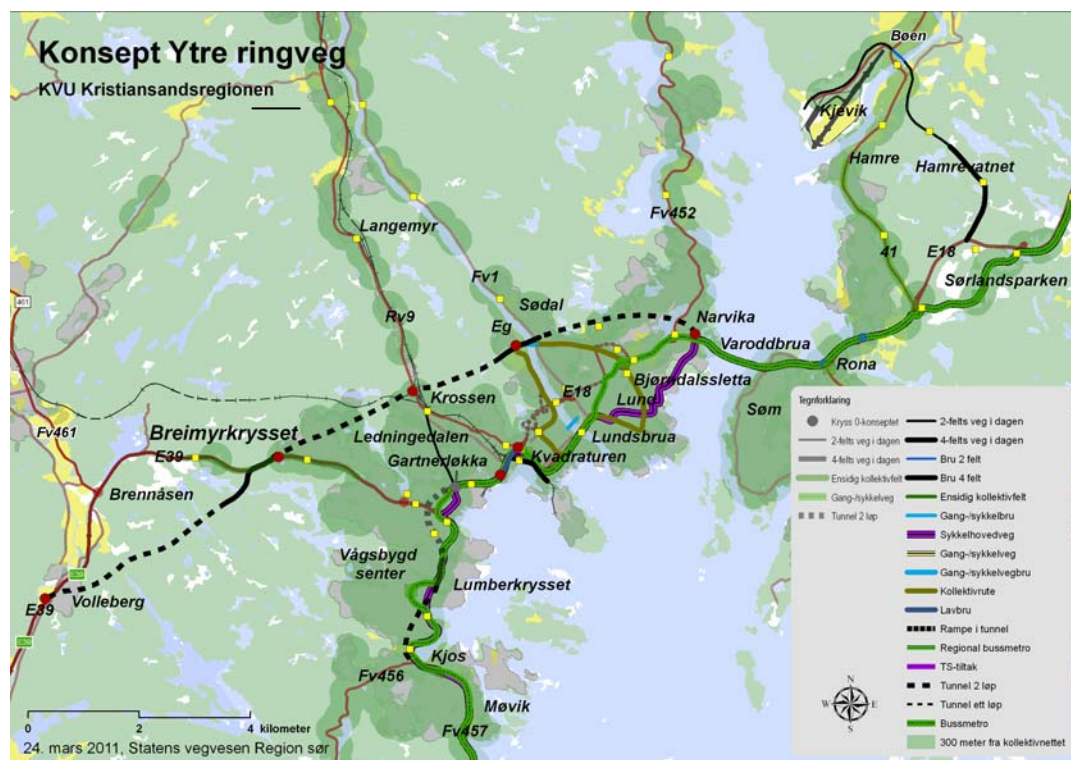 Konsept Ytre ringveg
KVU Kristiansandsregionen
Bøen
Kjevik
Hamre
Hamrevatnet
Fv452
Langemyr
41
E18
Sørlandsparken
Fv1
Sødal
Rv9
Eg
Narvika
Varoddbrua
Rona
461
Krossen
E18
Bjørndalssletta
Lund
Søm
Fv461
Breimyrkrysset
Ledningedalen
Lundsbrua
E39
Gartnerløkka
Kvadraturen
Brennåsen
Vågsbygd
senter
Lumberkrysset
E39
Volleberg
E39
Kjos
Fv456
Møvik
Fv457
Tegnforklaring
Kryss 0-konseptet
2-felts veg i dagen
4-felts veg i dagen
Ensidig kollektivfelt
Gang-/sykkelveg
Tunnel 2 løp
2-felts veg i dagen
4-felts veg i dagen
Bru 2 felt
Bru 4 felt
Ensidig kollektivfelt
Gang-/sykkelbru
Sykkelhovedveg
Gang-/sykkelveg
Gang-/sykkelvegbru
Kollektivrute
Lavbru
Rampe i tunnel
Regional bussmetro
TS-tiltak
Tunnel 2 løp
Tunnel ett løp
Bussmetro
300 meter fra kollektivnettet
N
W
E
S
0 2 4 kilometer
24. mars 2011, Statens vegvesen Region sør